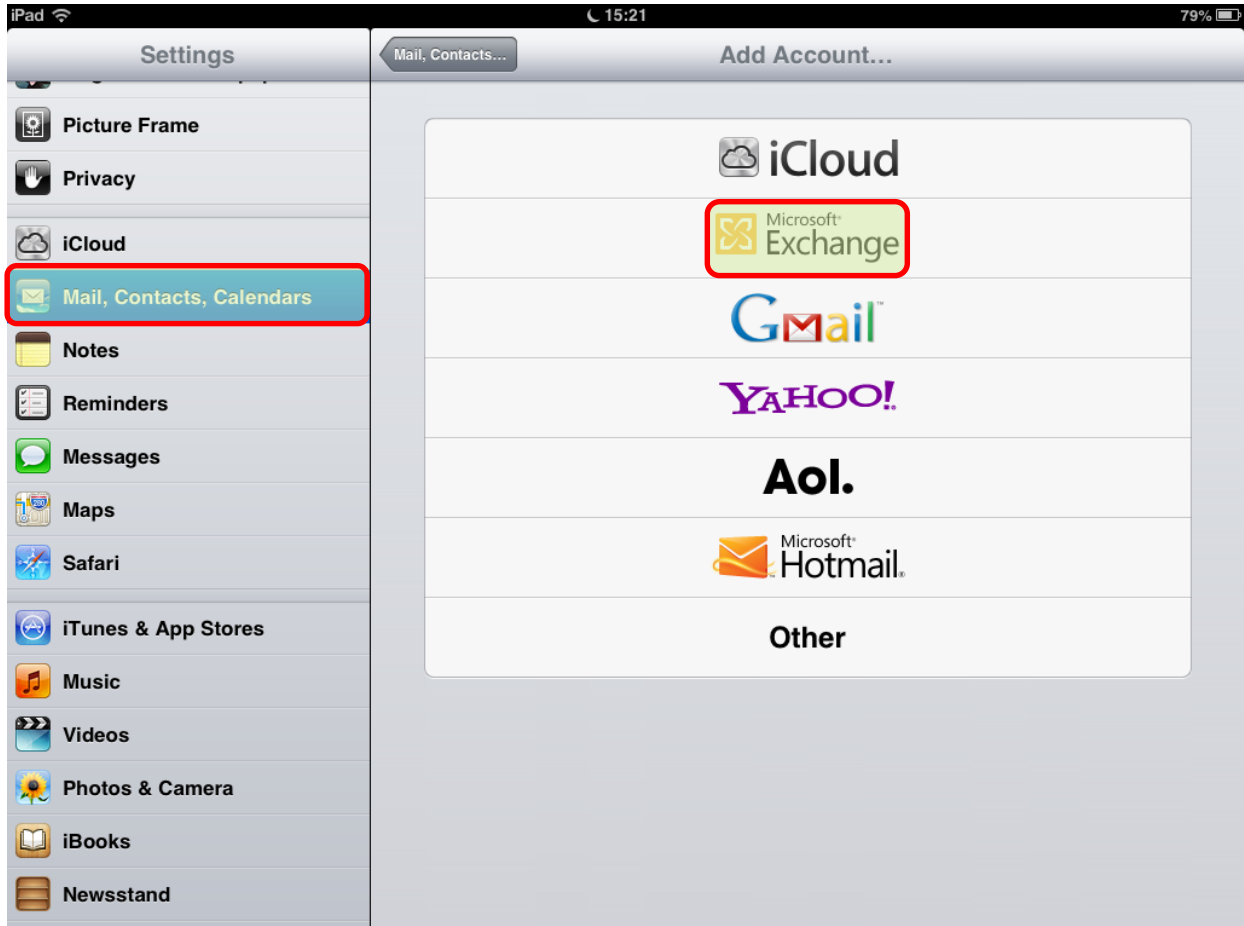 iPad 15:21 79%
Settings
Mail, Contacts...
Add Account...
Picture Frame
Privacy
iCloud
Mail, Contacts, Calendars
Notes
Reminders
Messages
Maps
Safari
iTunes & App Stores
Music
Videos
Photos & Camera
iBooks
Newsstand
iCloud
Microsoft®
Exchange
Gmail™
YAHOO!
Aol.
Microsoft®
Hotmail®
Other